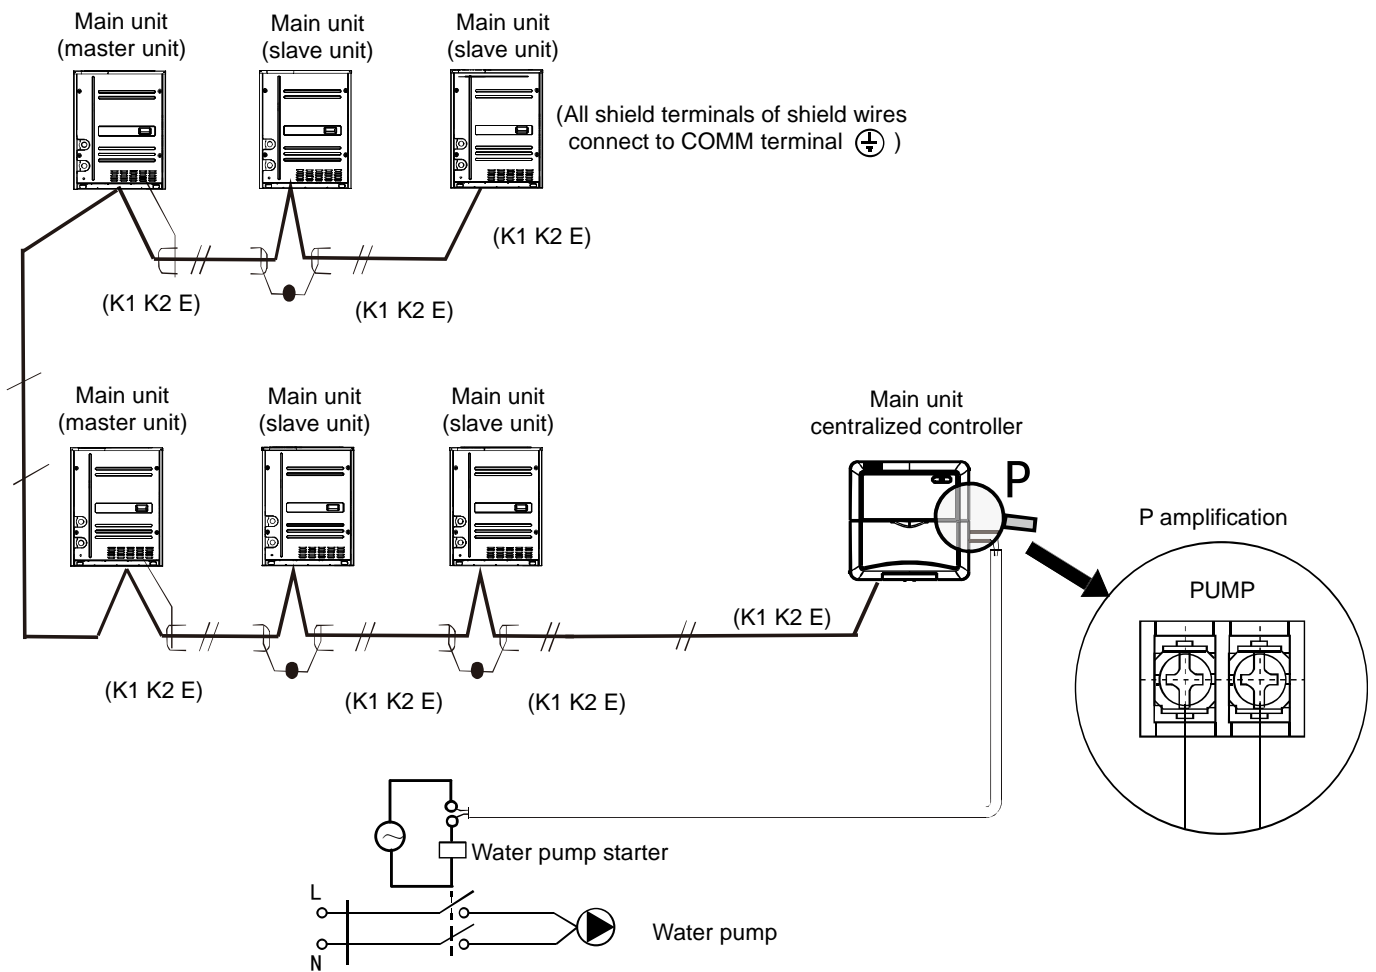 Main unit
(master unit)
Main unit
(slave unit)
Main unit
(slave unit)
(All shield terminals of shield wires
connect to COMM terminal )
(K1 K2 E)
(K1 K2 E)
(K1 K2 E)
Main unit
(master unit)
Main unit
(slave unit)
Main unit
(slave unit)
Main unit
centralized controller
P
P amplification
PUMP
(K1 K2 E)
(K1 K2 E)
(K1 K2 E)
(K1 K2 E)
Water pump starter
L
Water pump
N